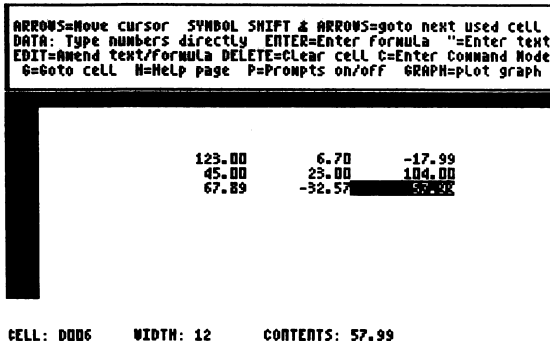 ARROWS=Move cursor SYMBOL SHIFT & ARROWS=goto next used cell
DATA: Type numbers directly ENTER=Enter formula "=Enter text
EDIT=Amend text/formula DELETE=Clear cell C=Enter Command Mode
G=Goto cell H=Help page P=Prompts on/off GRAPH=plot graph
123.00 6.70 -17.99
45.00 23.00 104.00
67.89 -32.57 57.99
CELL: D006 WIDTH: 12 CONTENTS: 57.99